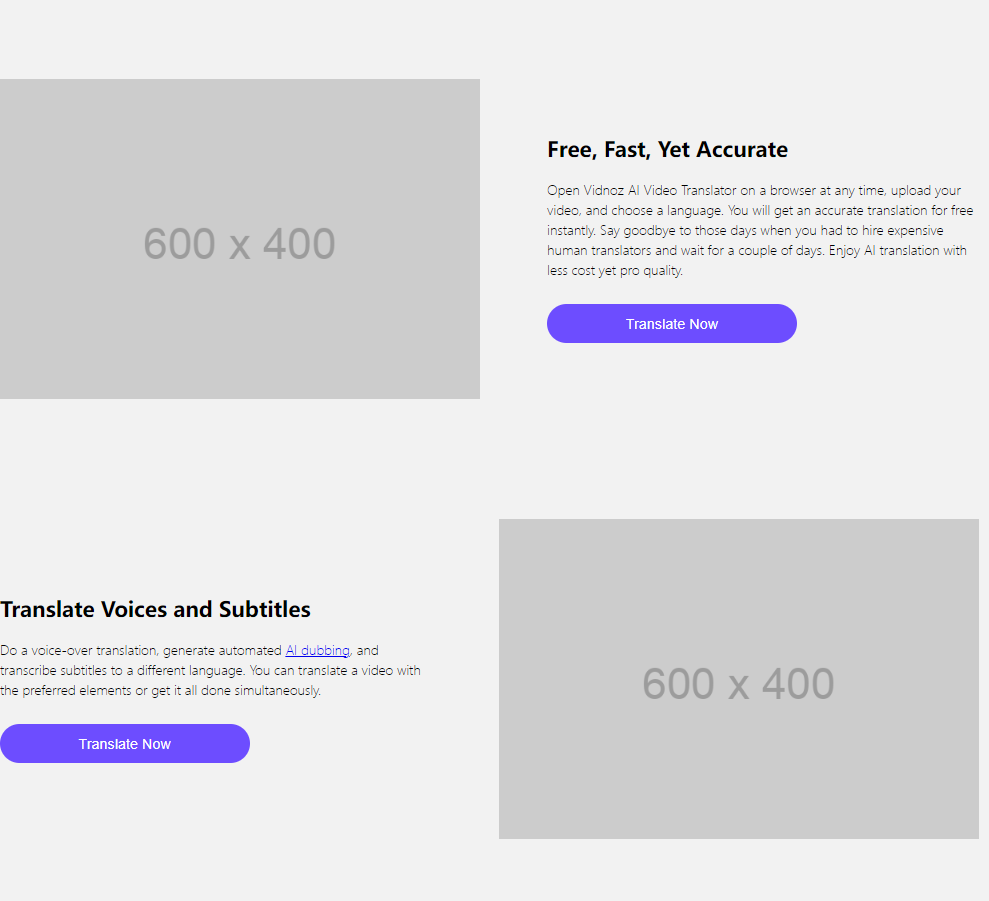 600 x 400
Free, Fast, Yet Accurate
Open Vidnoz AI Video Translator on a browser at any time, upload your
video, and choose a language. You will get an accurate translation for free
instantly. Say goodbye to those days when you had to hire expensive
human translators and wait for a couple of days. Enjoy AI translation with
less cost yet pro quality.
Translate Now
Translate Voices and Subtitles
Do a voice-over translation, generate automated AI dubbing, and
transcribe subtitles to a different language. You can translate a video with
the preferred elements or get it all done simultaneously.
Translate Now
600 x 400